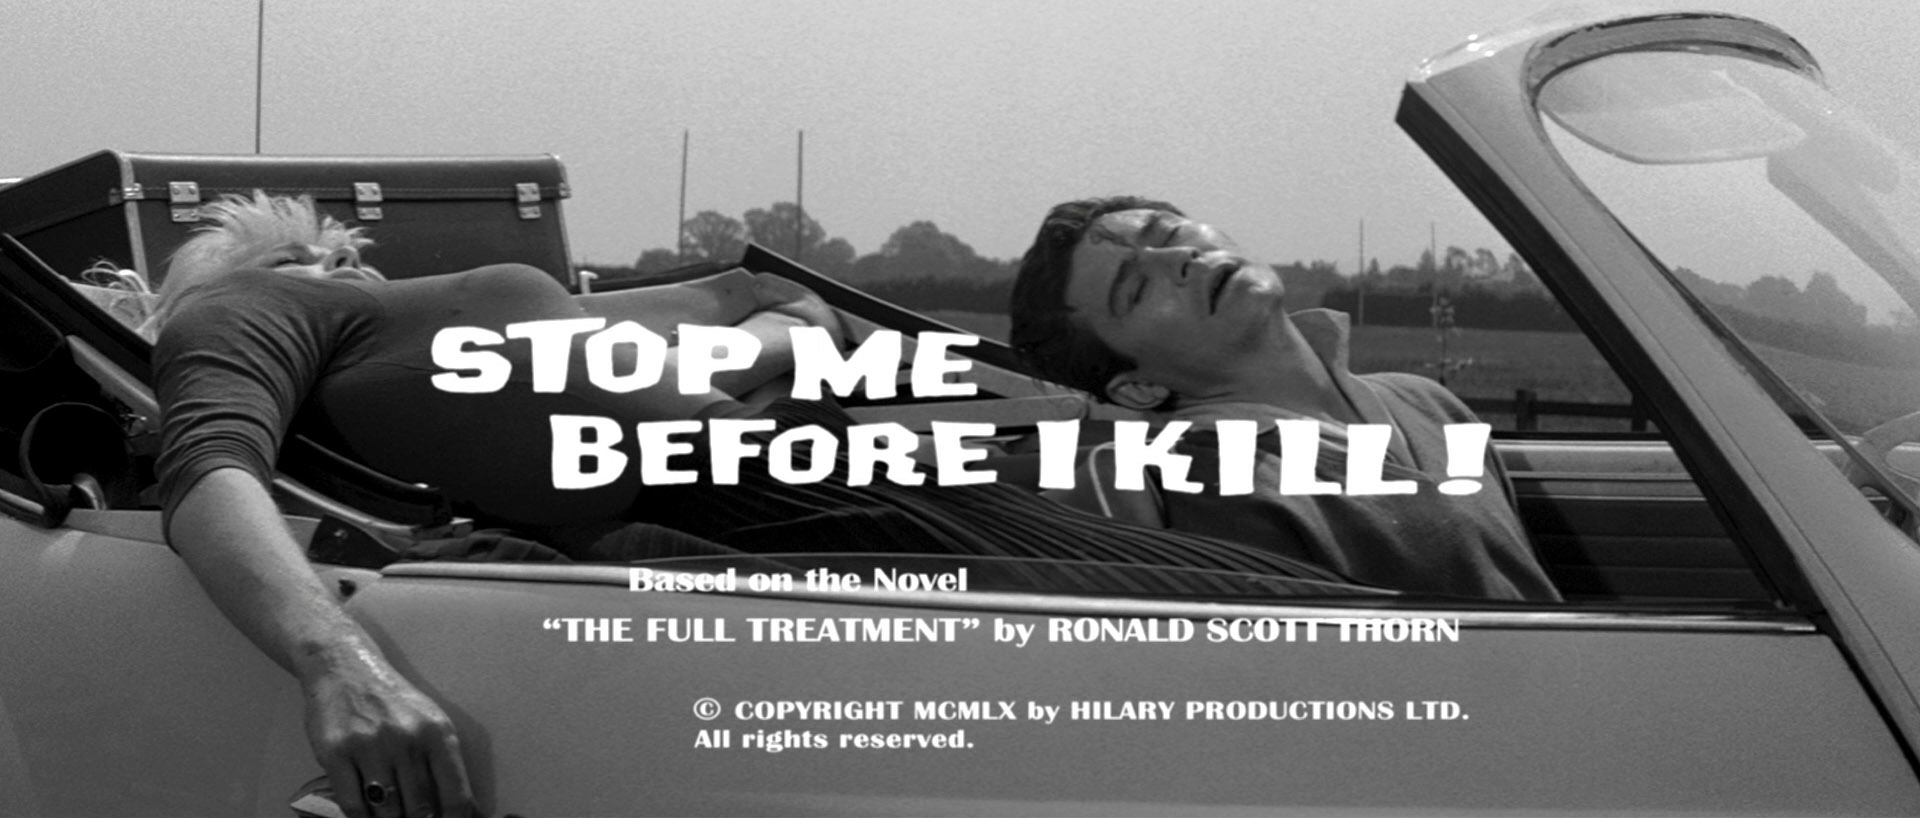 STOP ME
BEFORE I KILL!
Based on the Novel
“THE FULL TREATMENT” by RONALD SCOTT THORN
© COPYRIGHT MCMLX by HILARY PRODUCTIONS LTD.
All rights reserved.